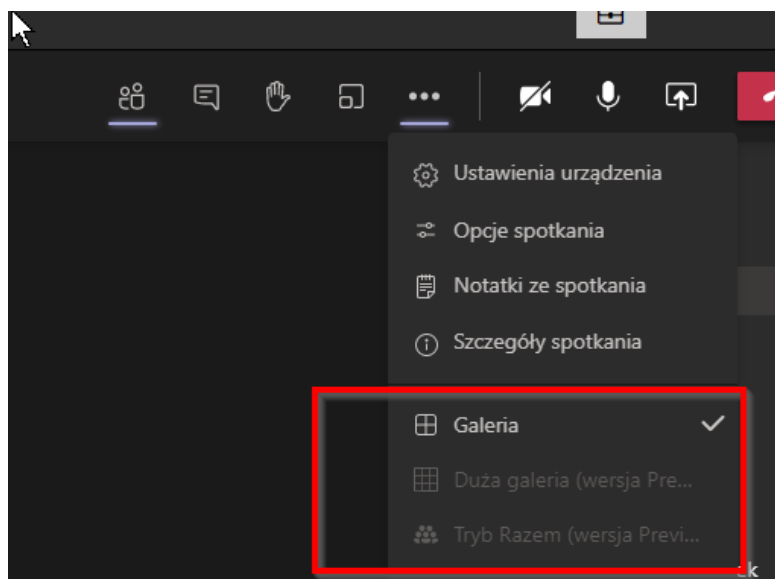 Ustawienia urządzenia
Opcje spotkania
Notatki ze spotkania
Szczegóły spotkania
Galeria
Duża galeria (wersja Pre...
Tryb Razem (wersja Previ...